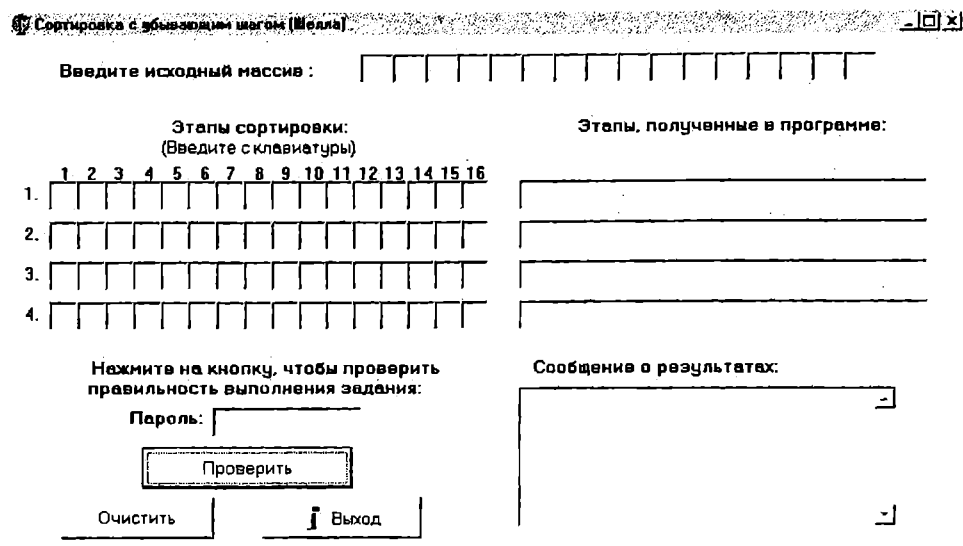 Сортировка с убывающим шагом (Шелла)
Введите исходный массив :
Этапы сортировки:
(Введите с клавиатуры)
Этапы, полученные в программе:
1 2 3 4 5 6 7 8 9 10 11 12 13 14 15 16
1.
2.
3.
4.
Нажмите на кнопку, чтобы проверить
правильность выполнения задания:
Сообщение о результатах:
Пароль:
Проверить
Очистить
Выход